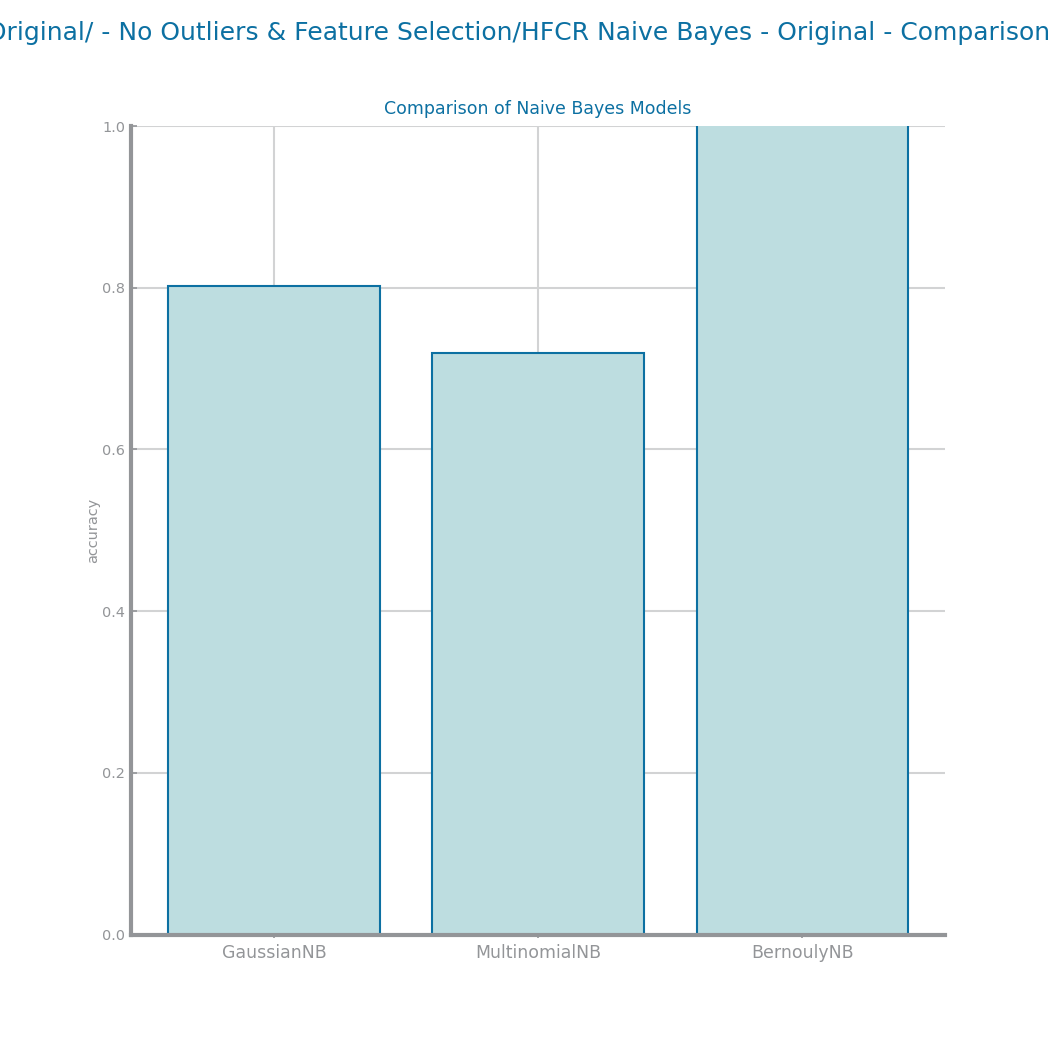 Original/ - No Outliers & Feature Selection/HFCR Naive Bayes - Original - Comparison
Comparison of Naive Bayes Models
1.0
0.8
0.6
0.4
0.2
0.0
accuracy
GaussianNB MultinomialNB BernoulyNB